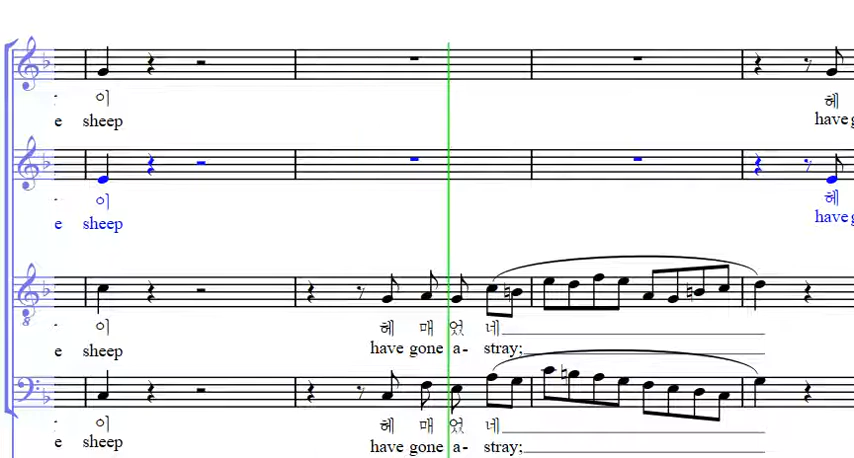 - 이 헤
e sheep have g
- 이 헤
e sheep have g
8
- 이 헤 매 었 네
e sheep have gone a- stray;
- 이 헤 매 었 네
e sheep have gone a- stray;